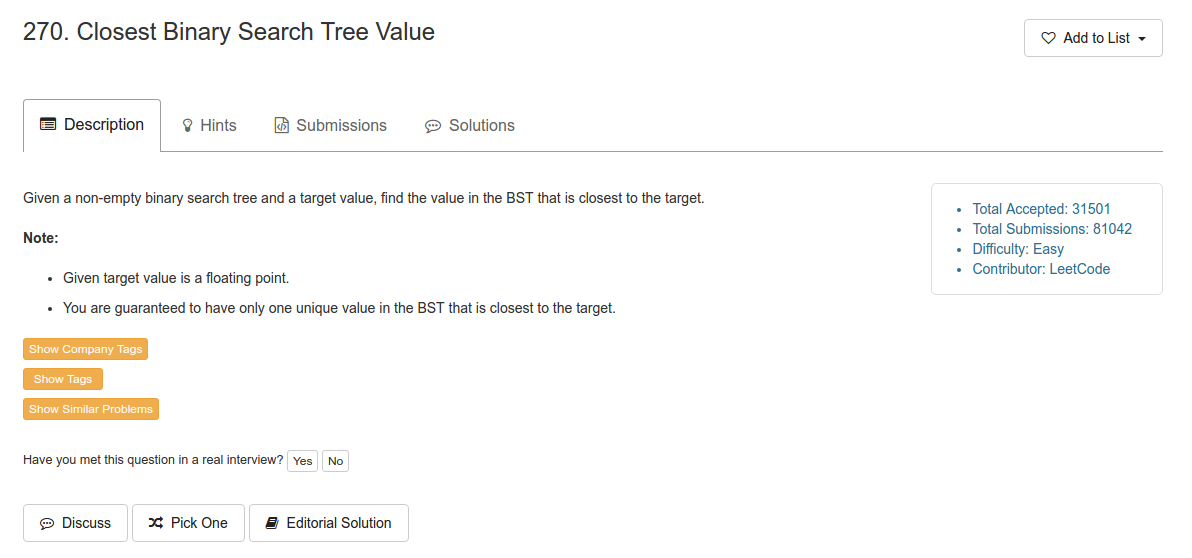 270. Closest Binary Search Tree Value
Add to List
Description
Hints
Submissions
Solutions
Given a non-empty binary search tree and a target value, find the value in the BST that is closest to the target.
Note:
Given target value is a floating point.
You are guaranteed to have only one unique value in the BST that is closest to the target.
Total Accepted: 31501
Total Submissions: 81042
Difficulty: Easy
Contributor: LeetCode
Show Company Tags
Show Tags
Show Similar Problems
Have you met this question in a real interview? Yes No
Discuss
Pick One
Editorial Solution